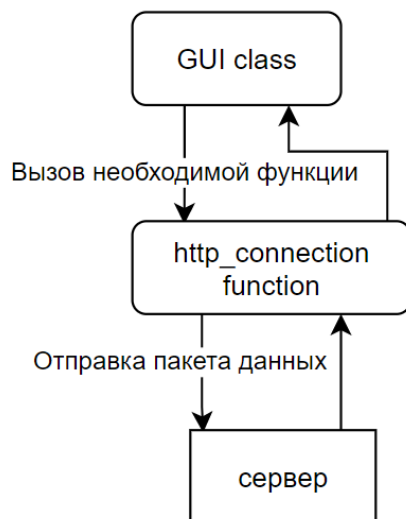 GUI class
Вызов необходимой функции
http_connection
function
Отправка пакета данных
сервер